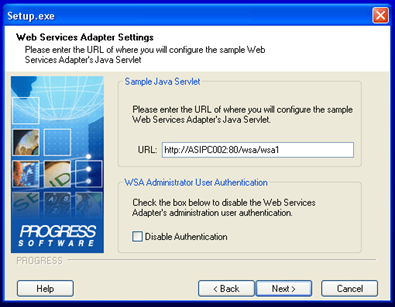 Setup.exe
Web Services Adapter Settings
Please enter the URL of where you will configure the sample Web
Services Adapter's Java Servlet
Sample Java Servlet
Please enter the URL of where you will configure the sample
Web Services Adapter's Java Servlet.
URL: http://ASIPC002:80/wsa/wsa1
WSA Administrator User Authentication
Check the box below to disable the Web Services
Adapter's administration user authentication.
Disable Authentication
PROGRESS
SOFTWARE
PROGRESS
Help
< Back
Next >
Cancel